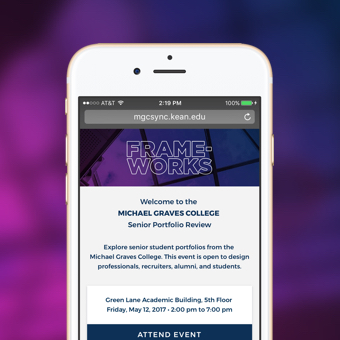 AT&T 2:19 PM 100%
mgcsync.kean.edu
FRAME-
WORKS
Welcome to the
MICHAEL GRAVES COLLEGE
Senior Portfolio Review
Explore senior student portfolios from the
Michael Graves College. This event is open to design
professionals, recruiters, alumni, and students.
Green Lane Academic Building, 5th Floor
Friday, May 12, 2017 • 2:00 pm to 7:00 pm
ATTEND EVENT